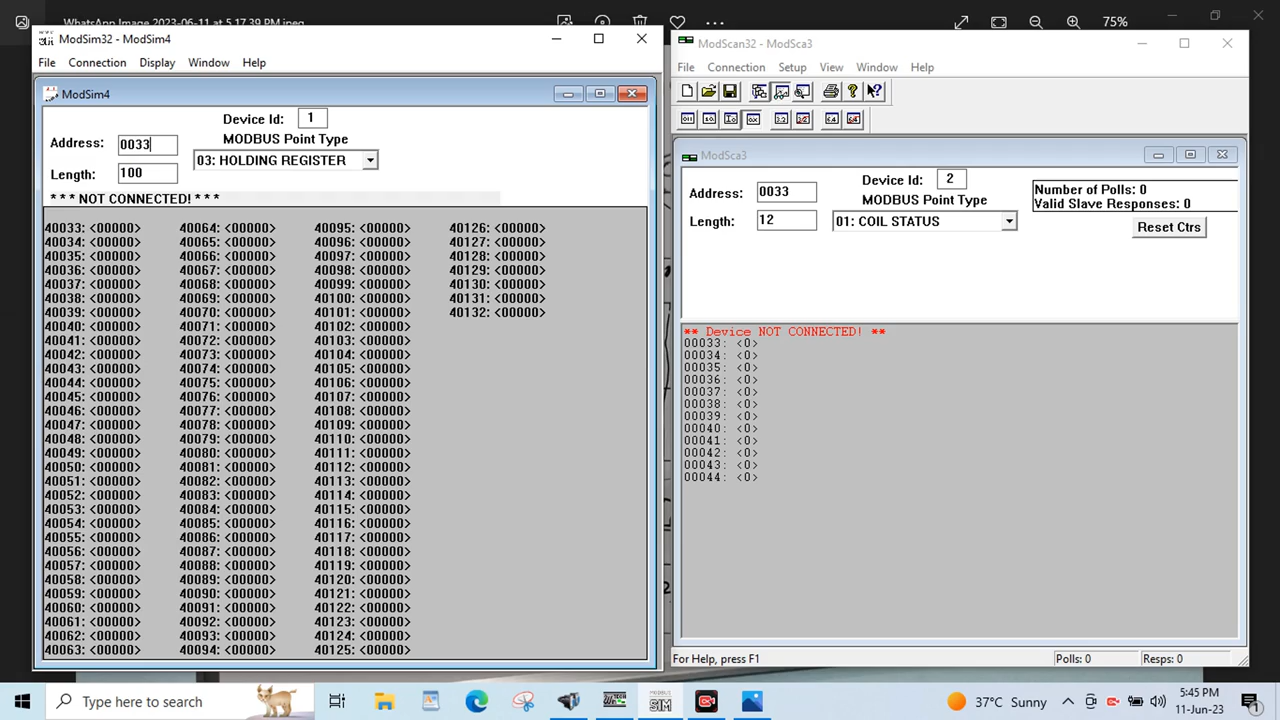 WhatsApp Image 2023-06-11 at 5.17.39 PM.jpeg
75%
ModSim32 - ModSim4
File Connection Display Window Help
ModSim4
Device Id: 1
Address: 0033
MODBUS Point Type
03: HOLDING REGISTER
Length: 100
* * * NOT CONNECTED! * * *
40033: <00000> 40064: <00000> 40095: <00000> 40126: <00000>
40034: <00000> 40065: <00000> 40096: <00000> 40127: <00000>
40035: <00000> 40066: <00000> 40097: <00000> 40128: <00000>
40036: <00000> 40067: <00000> 40098: <00000> 40129: <00000>
40037: <00000> 40068: <00000> 40099: <00000> 40130: <00000>
40038: <00000> 40069: <00000> 40100: <00000> 40131: <00000>
40039: <00000> 40070: <00000> 40101: <00000> 40132: <00000>
40040: <00000> 40071: <00000> 40102: <00000>
40041: <00000> 40072: <00000> 40103: <00000>
40042: <00000> 40073: <00000> 40104: <00000>
40043: <00000> 40074: <00000> 40105: <00000>
40044: <00000> 40075: <00000> 40106: <00000>
40045: <00000> 40076: <00000> 40107: <00000>
40046: <00000> 40077: <00000> 40108: <00000>
40047: <00000> 40078: <00000> 40109: <00000>
40048: <00000> 40079: <00000> 40110: <00000>
40049: <00000> 40080: <00000> 40111: <00000>
40050: <00000> 40081: <00000> 40112: <00000>
40051: <00000> 40082: <00000> 40113: <00000>
40052: <00000> 40083: <00000> 40114: <00000>
40053: <00000> 40084: <00000> 40115: <00000>
40054: <00000> 40085: <00000> 40116: <00000>
40055: <00000> 40086: <00000> 40117: <00000>
40056: <00000> 40087: <00000> 40118: <00000>
40057: <00000> 40088: <00000> 40119: <00000>
40058: <00000> 40089: <00000> 40120: <00000>
40059: <00000> 40090: <00000> 40121: <00000>
40060: <00000> 40091: <00000> 40122: <00000>
40061: <00000> 40092: <00000> 40123: <00000>
40062: <00000> 40093: <00000> 40124: <00000>
40063: <00000> 40094: <00000> 40125: <00000>
ModScan32 - ModSca3
File Connection Setup View Window Help
ModSca3
Device Id: 2
Address: 0033
MODBUS Point Type
Length: 12
01: COIL STATUS
Number of Polls: 0
Valid Slave Responses: 0
Reset Ctrs
** Device NOT CONNECTED! **
00033: <0>
00034: <0>
00035: <0>
00036: <0>
00037: <0>
00038: <0>
00039: <0>
00040: <0>
00041: <0>
00042: <0>
00043: <0>
00044: <0>
For Help, press F1
Polls: 0
Resps: 0
Type here to search
37°C Sunny
5:45 PM
11-Jun-23
1